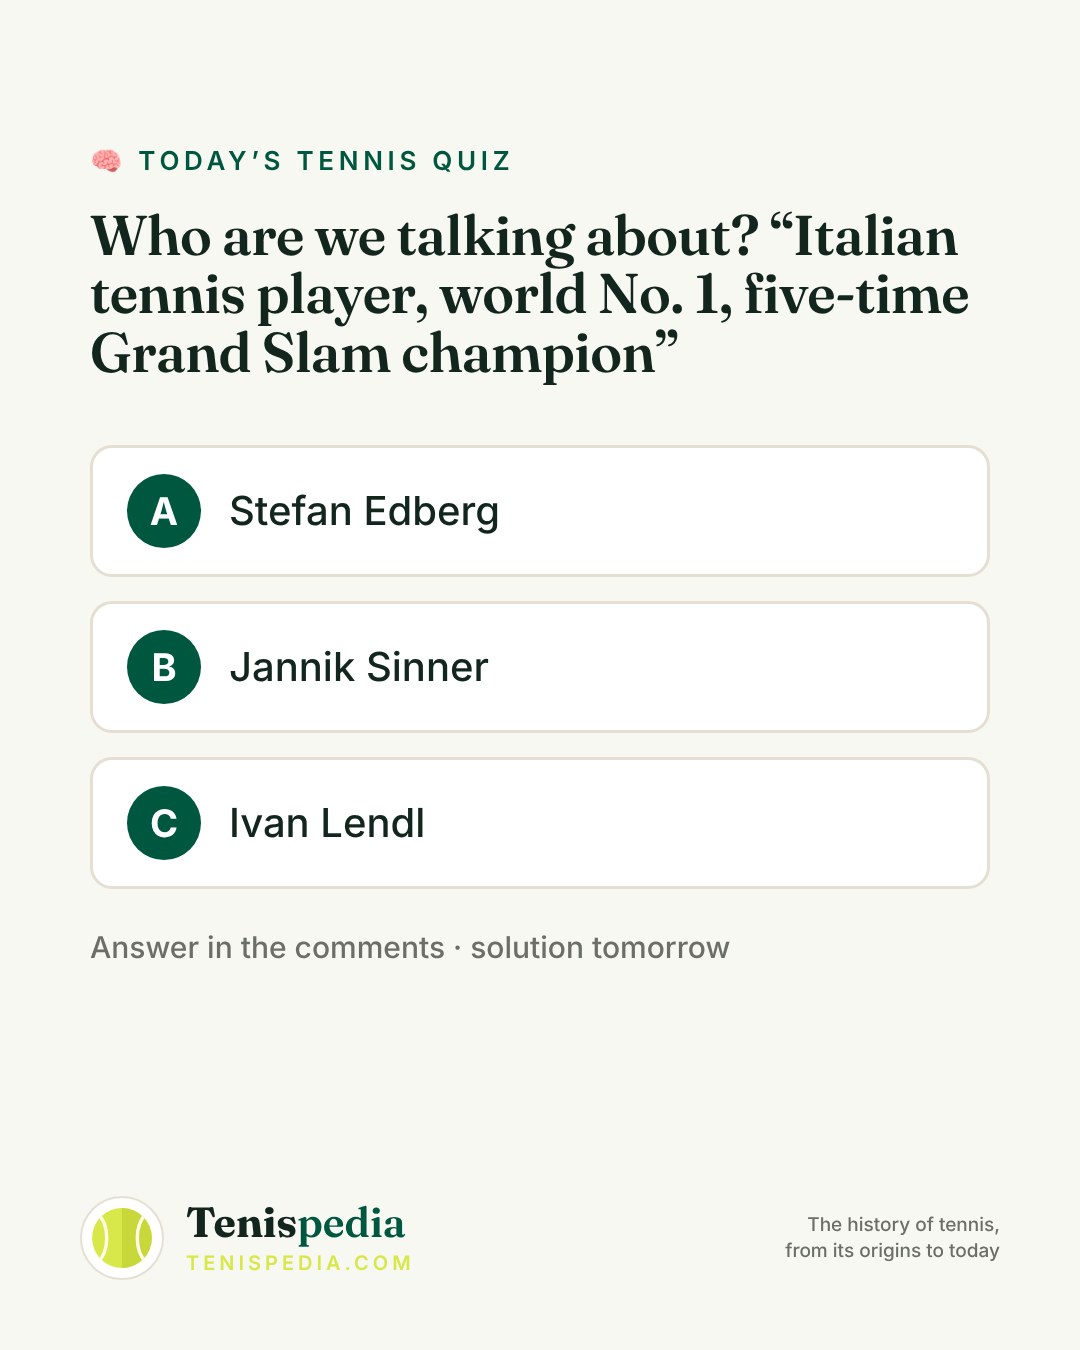 🧠 TODAY’S TENNIS QUIZ
Who are we talking about? “Italian
tennis player, world No. 1, five-time
Grand Slam champion”
A Stefan Edberg
B Jannik Sinner
C Ivan Lendl
Answer in the comments · solution tomorrow
Tenispedia
TENISPEDIA.COM
The history of tennis,
from its origins to today